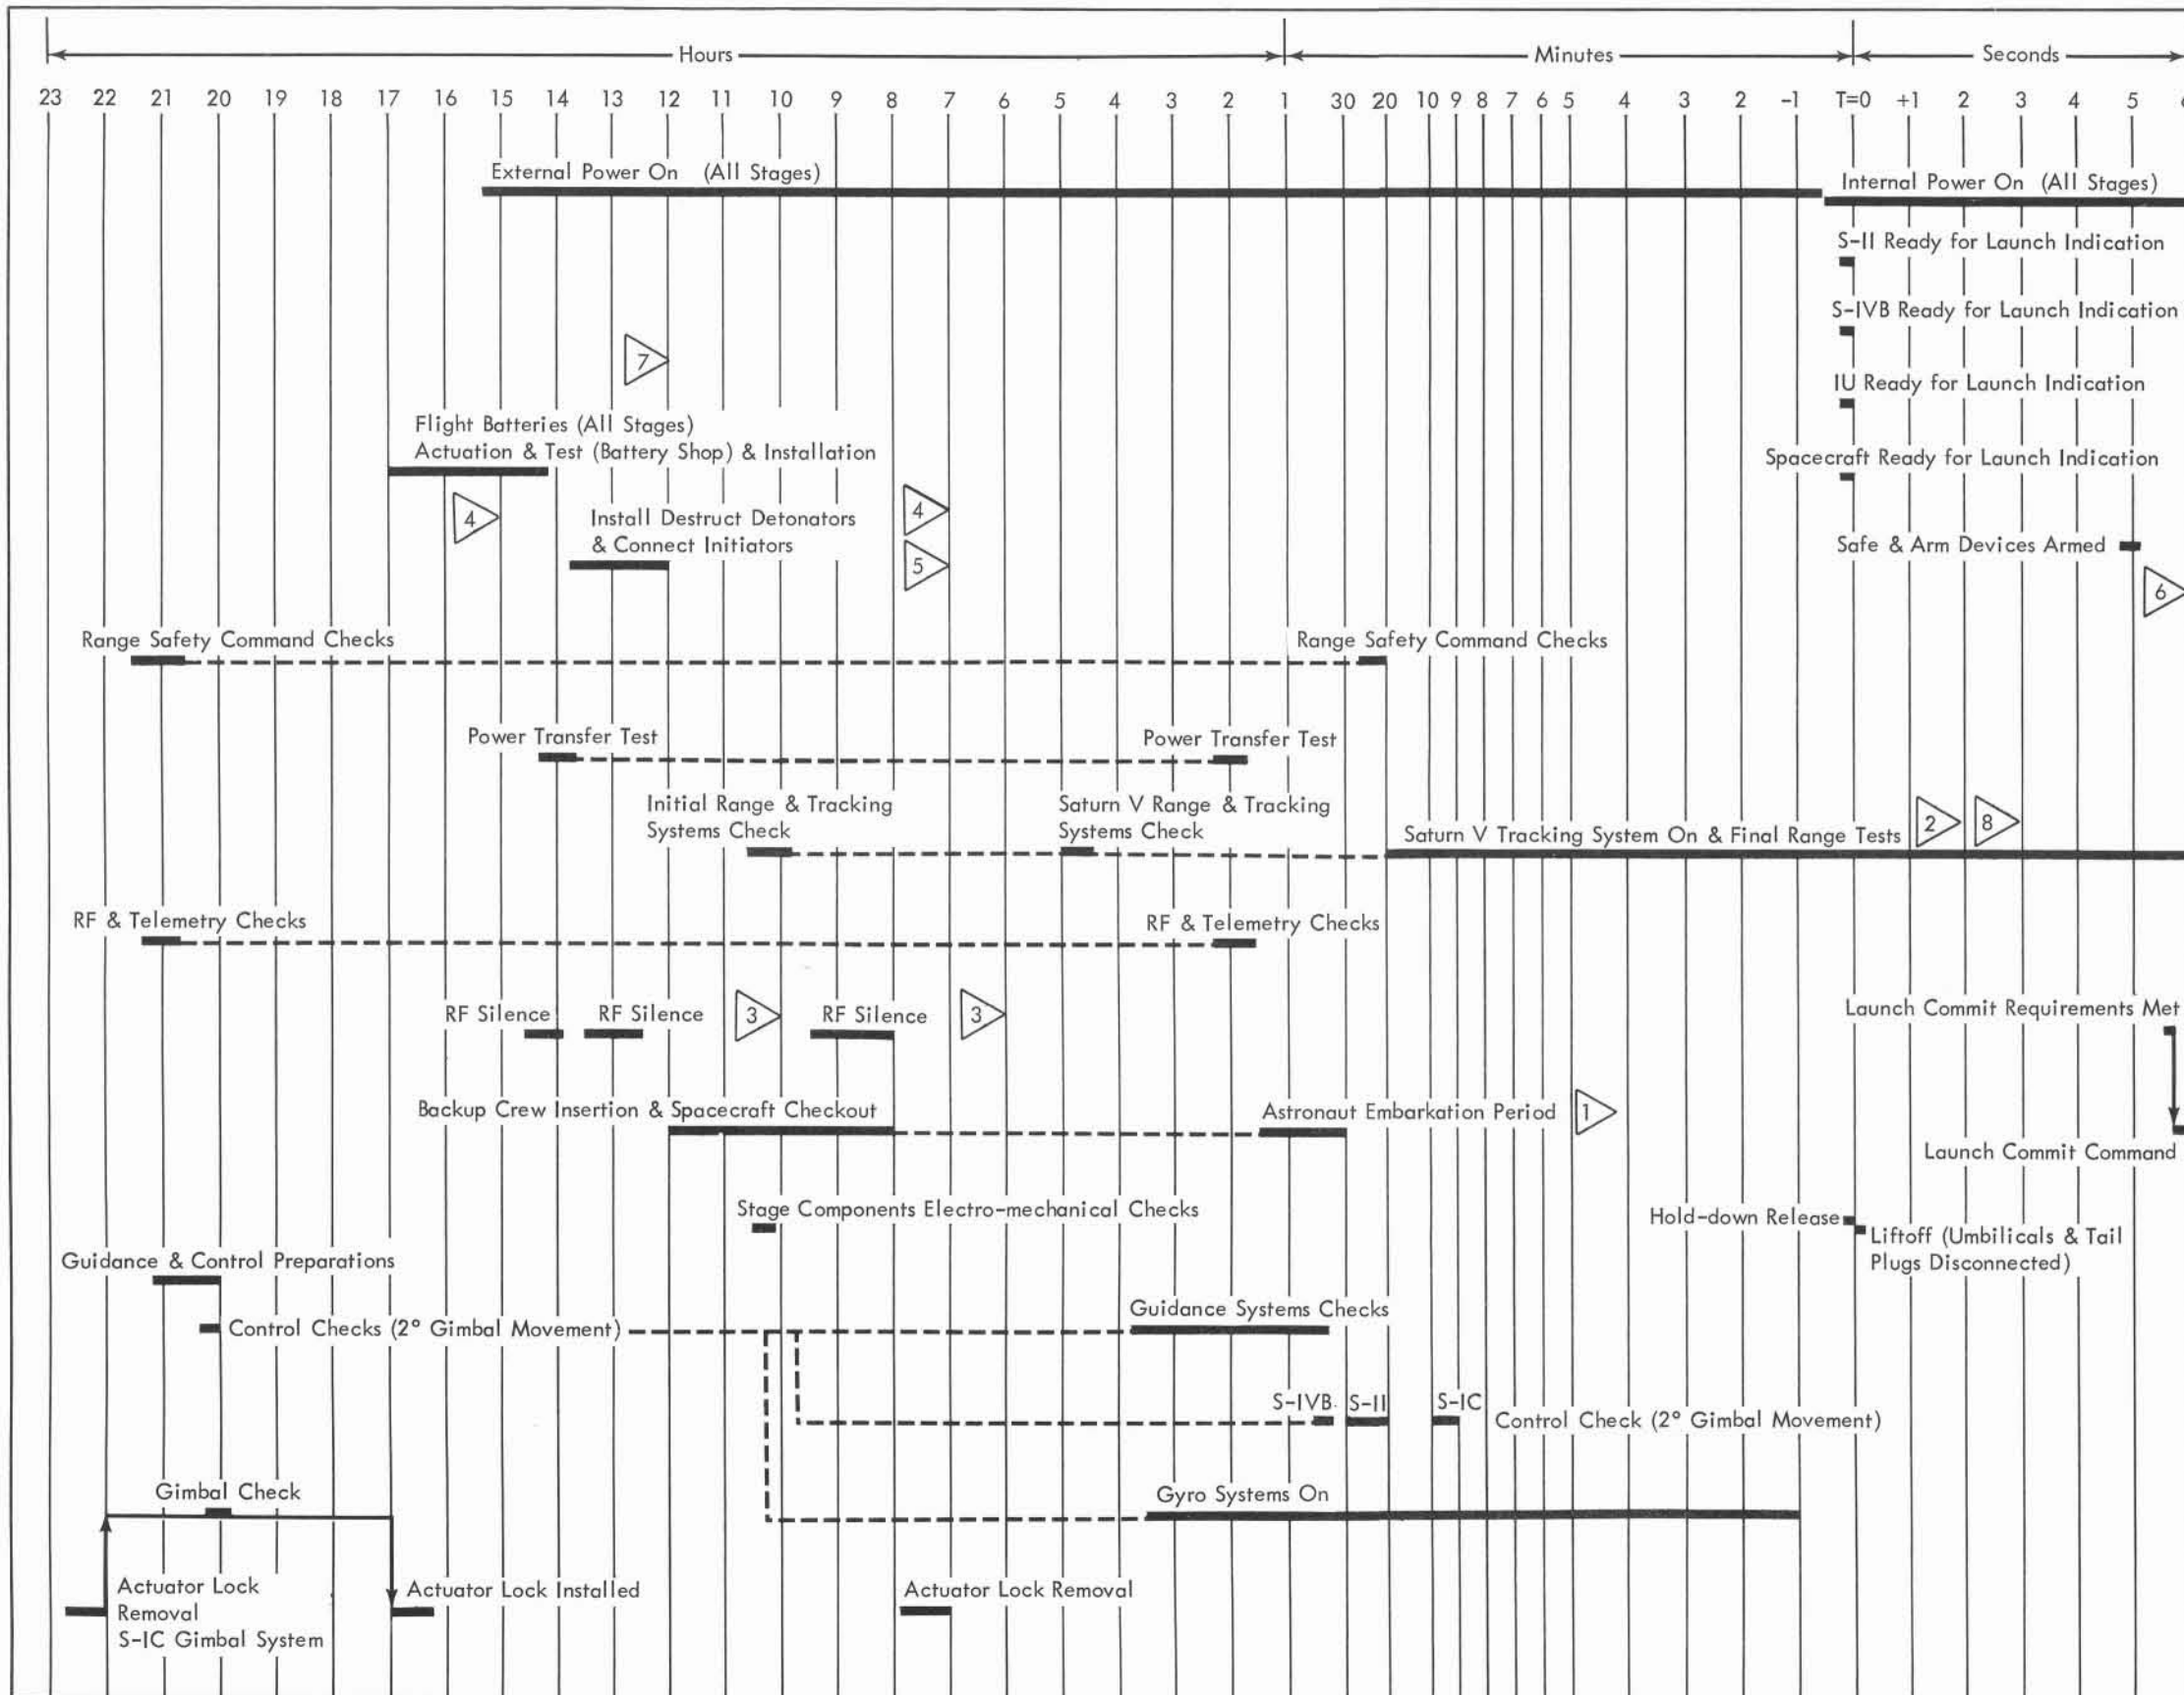 Hours Minutes Seconds
23 22 21 20 19 18 17 16 15 14 13 12 11 10 9 8 7 6 5 4 3 2 1 30 20 10 9 8 7 6 5 4 3 2 -1 T=0 +1 2 3 4 5
External Power On (All Stages)
Internal Power On (All Stages)
S-II Ready for Launch Indication
S-IVB Ready for Launch Indication
7
IU Ready for Launch Indication
Flight Batteries (All Stages)
Actuation & Test (Battery Shop) & Installation
Spacecraft Ready for Launch Indication
4
Install Destruct Detonators
& Connect Initiators
4
5
Safe & Arm Devices Armed
6
Range Safety Command Checks
Range Safety Command Checks
Power Transfer Test
Power Transfer Test
Initial Range & Tracking
Systems Check
Saturn V Range & Tracking
Systems Check
Saturn V Tracking System On & Final Range Tests
2
8
RF & Telemetry Checks
RF & Telemetry Checks
RF Silence
RF Silence
3
RF Silence
3
Launch Commit Requirements Met
Backup Crew Insertion & Spacecraft Checkout
Astronaut Embarkation Period
1
Launch Commit Command
Stage Components Electro-mechanical Checks
Hold-down Release
Liftoff (Umbilicals & Tail
Plugs Disconnected)
Guidance & Control Preparations
Control Checks (2° Gimbal Movement)
Guidance Systems Checks
S-IVB
S-II
S-IC
Control Check (2° Gimbal Movement)
Gimbal Check
Gyro Systems On
Actuator Lock
Removal
S-IC Gimbal System
Actuator Lock Installed
Actuator Lock Removal